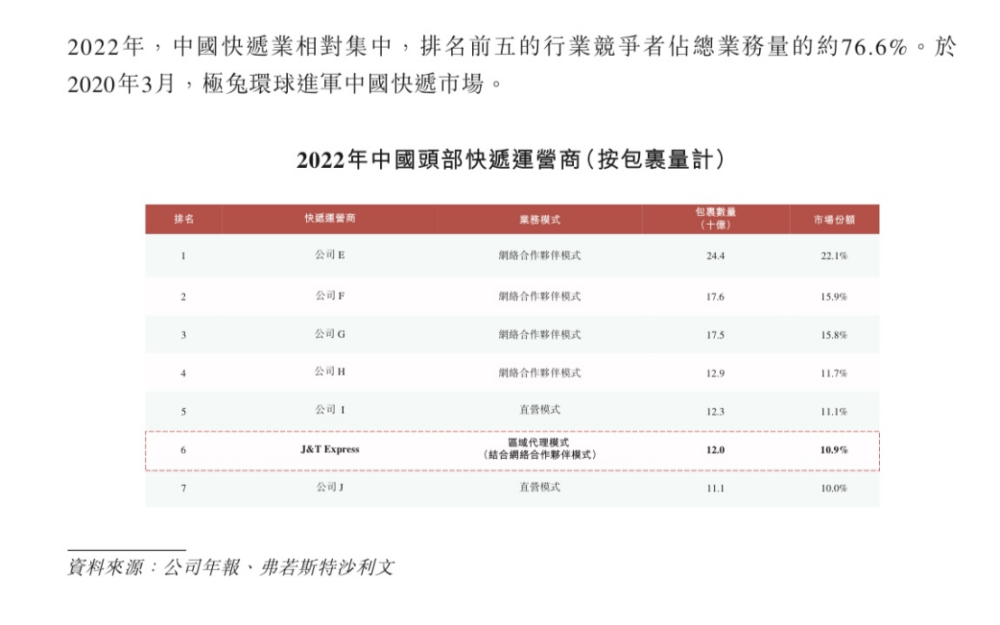 2022年，中國快遞業相對集中，排名前五的行業競爭者佔總業務量的約76.6%。於
2020年3月，極兔環球進軍中國快遞市場。
2022年中國頭部快遞運營商（按包裹量計）
排名 快遞運營商 業務模式 包裹數量（十億） 市場份額
1 公司 E 網絡合作夥伴模式 24.4 22.1%
2 公司 F 網絡合作夥伴模式 17.6 15.9%
3 公司 G 網絡合作夥伴模式 17.5 15.8%
4 公司 H 網絡合作夥伴模式 12.9 11.7%
5 公司 I 直營模式 12.3 11.1%
6 J&T Express 區域代理模式（結合網絡合作夥伴模式） 12.0 10.9%
7 公司 J 直營模式 11.1 10.0%
資料來源：公司年報、弗若斯特沙利文